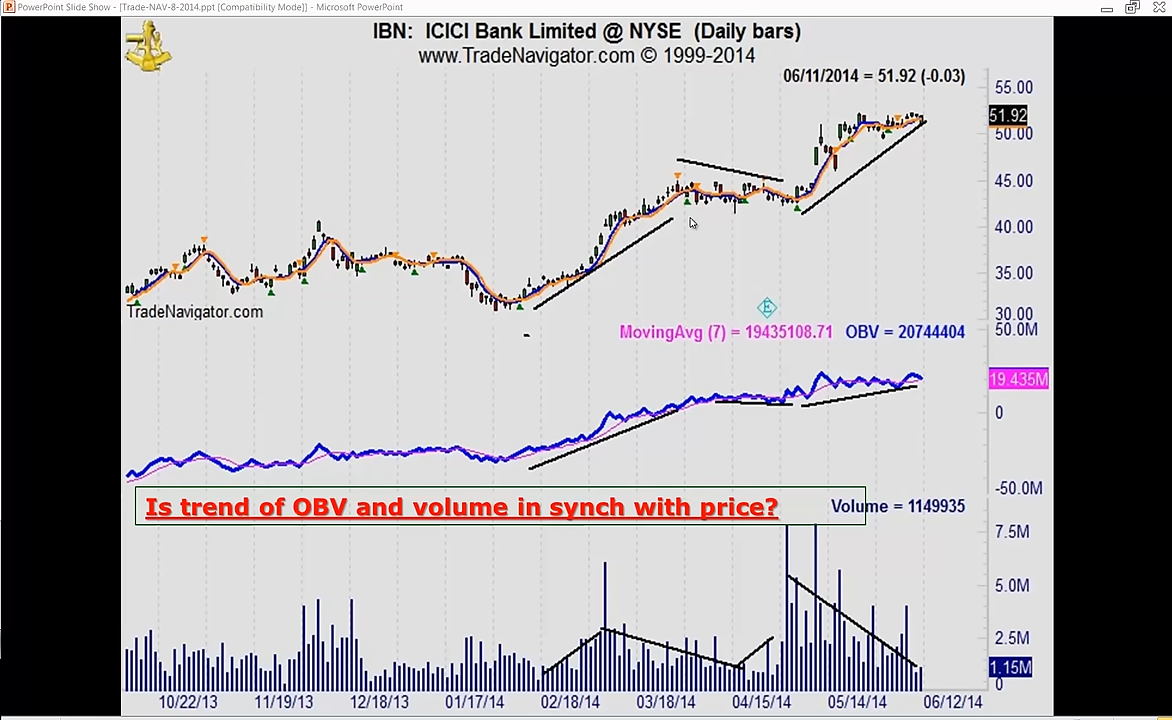 PowerPoint Slide Show - [Trade-NAV-8-2014.ppt [Compatibility Mode]] - Microsoft PowerPoint
IBN: ICICI Bank Limited @ NYSE (Daily bars)
www.TradeNavigator.com © 1999-2014
06/11/2014 = 51.92 (-0.03)
55.00
51.92
50.00
45.00
40.00
35.00
30.00
TradeNavigator.com
E
MovingAvg (7) = 19435108.71 OBV = 20744404
50.0M
19.435M
0
-50.0M
Is trend of OBV and volume in synch with price?
Volume = 1149935
7.5M
5.0M
2.5M
1.15M
0
10/22/13 11/19/13 12/18/13 01/17/14 02/18/14 03/18/14 04/15/14 05/14/14 06/12/14